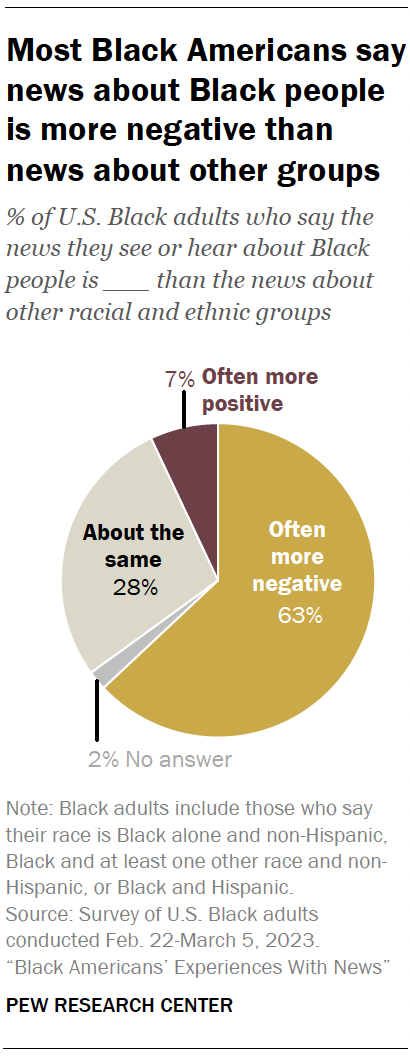 Most Black Americans say
news about Black people
is more negative than
news about other groups
% of U.S. Black adults who say the
news they see or hear about Black
people is ___ than the news about
other racial and ethnic groups
7% Often more
positive
About the
same
28%
Often
more
negative
63%
2% No answer
Note: Black adults include those who say
their race is Black alone and non-Hispanic,
Black and at least one other race and non-
Hispanic, or Black and Hispanic.
Source: Survey of U.S. Black adults
conducted Feb. 22-March 5, 2023.
“Black Americans’ Experiences With News”
PEW RESEARCH CENTER